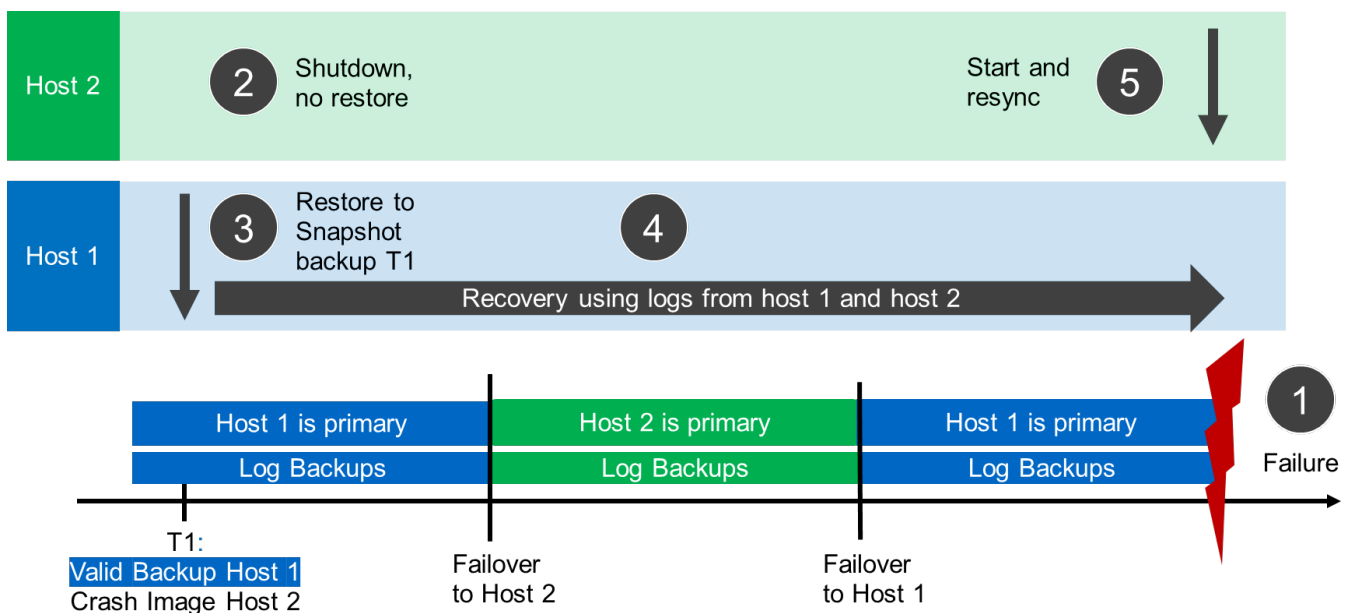 Host 2
2
Shutdown,
no restore
Start and
resync
5
Host 1
3
Restore to
Snapshot
backup T1
4
Recovery using logs from host 1 and host 2
Host 1 is primary
Host 2 is primary
Host 1 is primary
1
Log Backups
Log Backups
Log Backups
Failure
T1:
Valid Backup Host 1
Crash Image Host 2
Failover
to Host 2
Failover
to Host 1